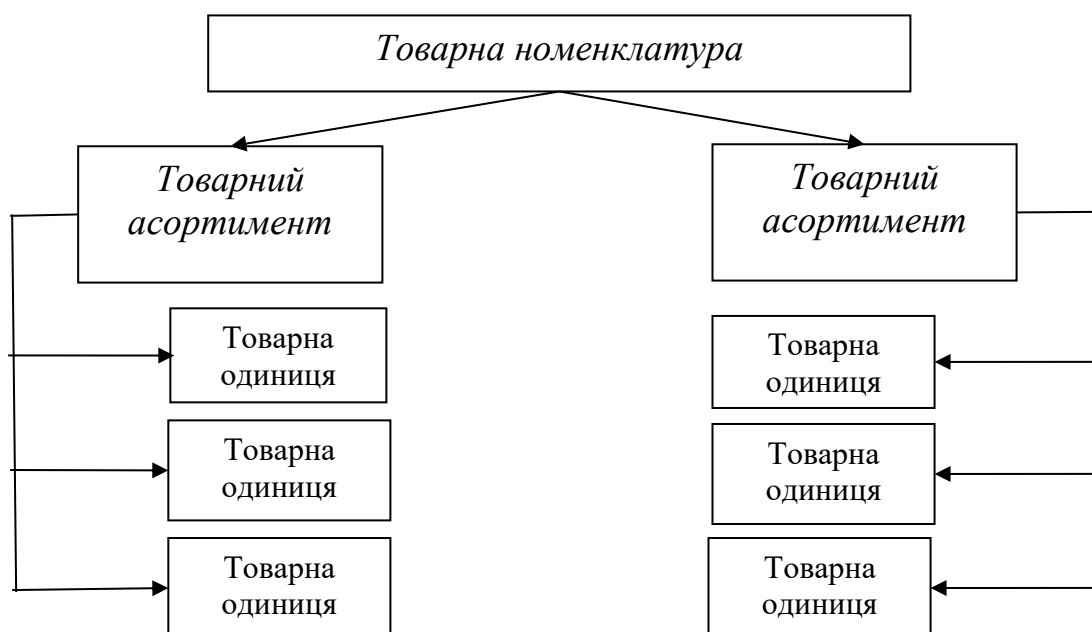 Товарна номенклатура
Товарний
асортимент
Товарний
асортимент
Товарна
одиниця
Товарна
одиниця
Товарна
одиниця
Товарна
одиниця
Товарна
одиниця
Товарна
одиниця